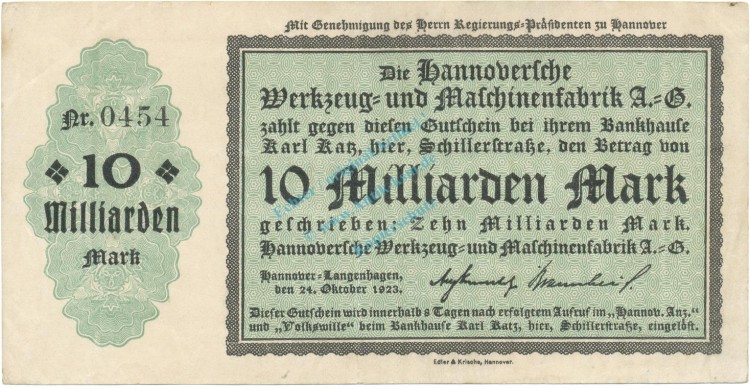 Mit Genehmigung des Herrn Regierungs-Präsidenten zu Hannover
Nr. 0454
10
Milliarden
Mark
Die Hannoversche
Werkzeug- und Maschinenfabrik A.-G.
zahlt gegen diesen Gutschein bei ihrem Bankhause
Karl Katz, hier, Schillerstraße, den Betrag von
10 Milliarden Mark
geschrieben: Zehn Milliarden Mark.
Hannoversche Werkzeug- und Maschinenfabrik A.-G.
Hannover-Langenhagen,
den 24. Oktober 1923.
Dieser Gutschein wird innerhalb 8 Tagen nach erfolgtem Aufruf im „Hannov. Anz.“
und „Volkswille“ beim Bankhause Karl Katz, hier, Schillerstraße, eingelöst.
Edler & Krische, Hannover.